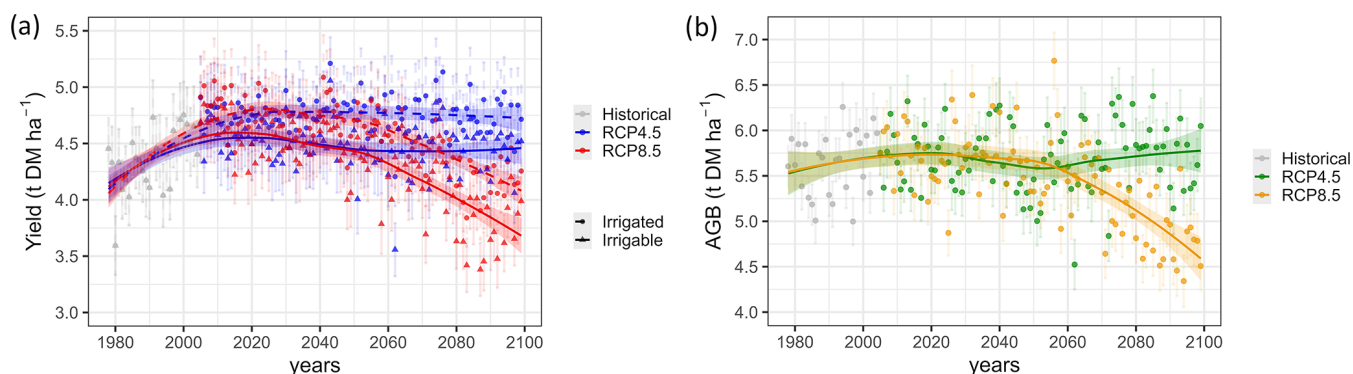 (a)
5.5
5.0
4.5
4.0
3.5
3.0
Yield (t DM ha⁻¹)
1980 2000 2020 2040 2060 2080 2100
years
Historical
RCP4.5
RCP8.5
Irrigated
Irrigable
(b)
7.0
6.5
6.0
5.5
5.0
4.5
4.0
AGB (t DM ha⁻¹)
1980 2000 2020 2040 2060 2080 2100
years
Historical
RCP4.5
RCP8.5